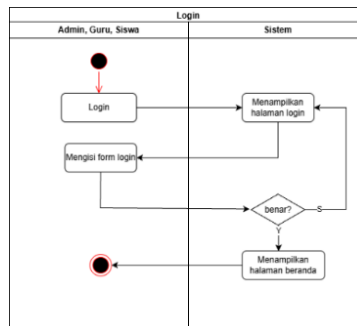 Login
Admin, Guru, Siswa
Sistem
Login
Menampilkan
halaman login
Mengisi form login
benar?
S
Y
Menampilkan
halaman beranda